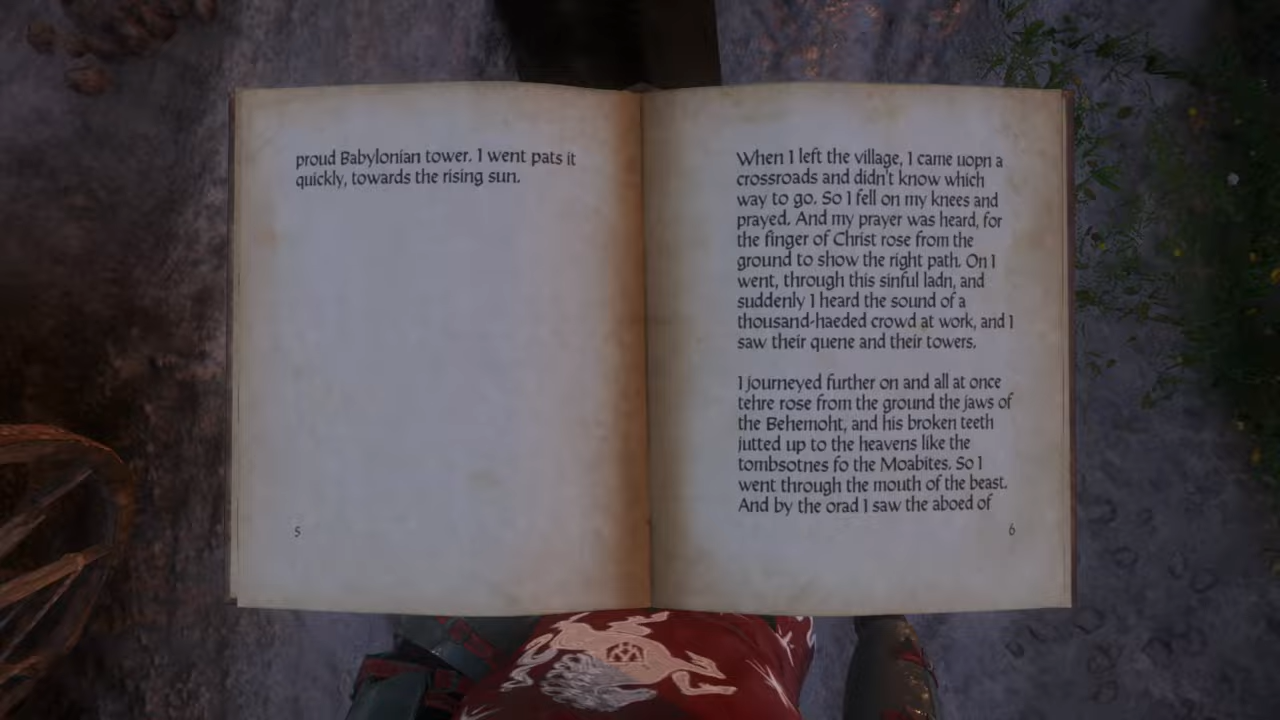 proud Babylonian tower. I went pats it
quickly, towards the rising sun.
5
When I left the village, I came uopn a
crossroads and didn't know which
way to go. So I fell on my knees and
prayed. And my prayer was heard, for
the finger of Christ rose from the
ground to show the right path. On I
went, through this sinful ladn, and
suddenly I heard the sound of a
thousand-haeded crowd at work, and I
saw their quene and their towers.
I journeyed further on and all at once
tehre rose from the ground the jaws of
the Behemoht, and his broken teeth
jutted up to the heavens like the
tombsotnes fo the Moabites. So I
went through the mouth of the beast.
And by the orad I saw the aboed of
6